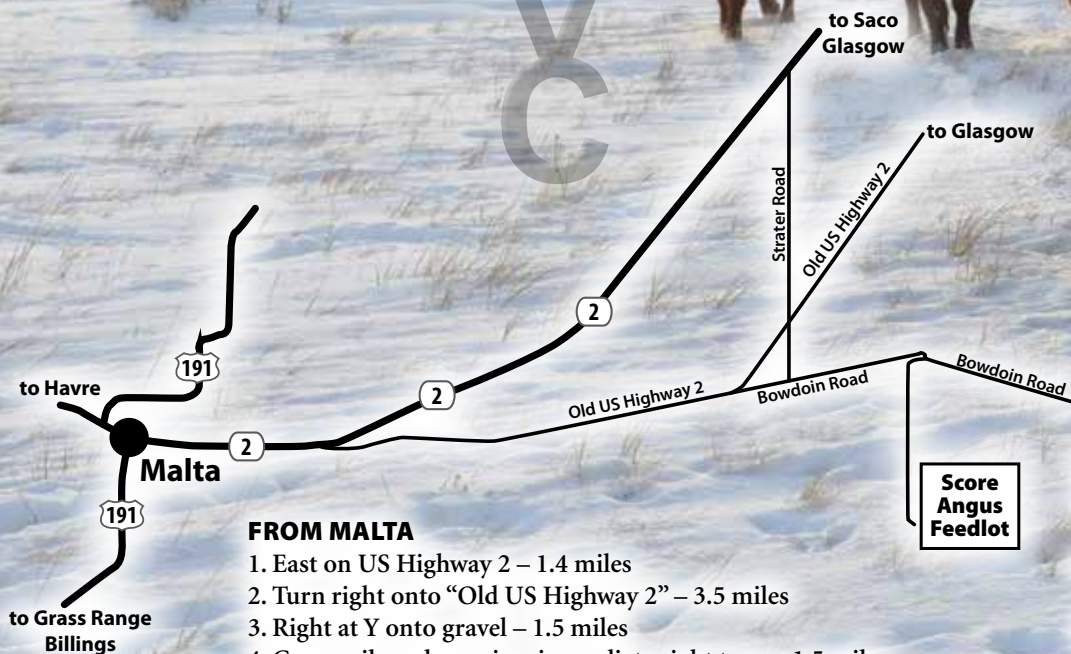 V
C
to Saco
Glasgow
to Glasgow
Strater Road
Old US Highway 2
2
191
to Havre
2
Old US Highway 2
Bowdoin Road
Bowdoin Road
2
Malta
191
Score
Angus
Feedlot
to Grass Range
Billings
FROM MALTA
1. East on US Highway 2 – 1.4 miles
2. Turn right onto “Old US Highway 2” – 3.5 miles
3. Right at Y onto gravel – 1.5 miles